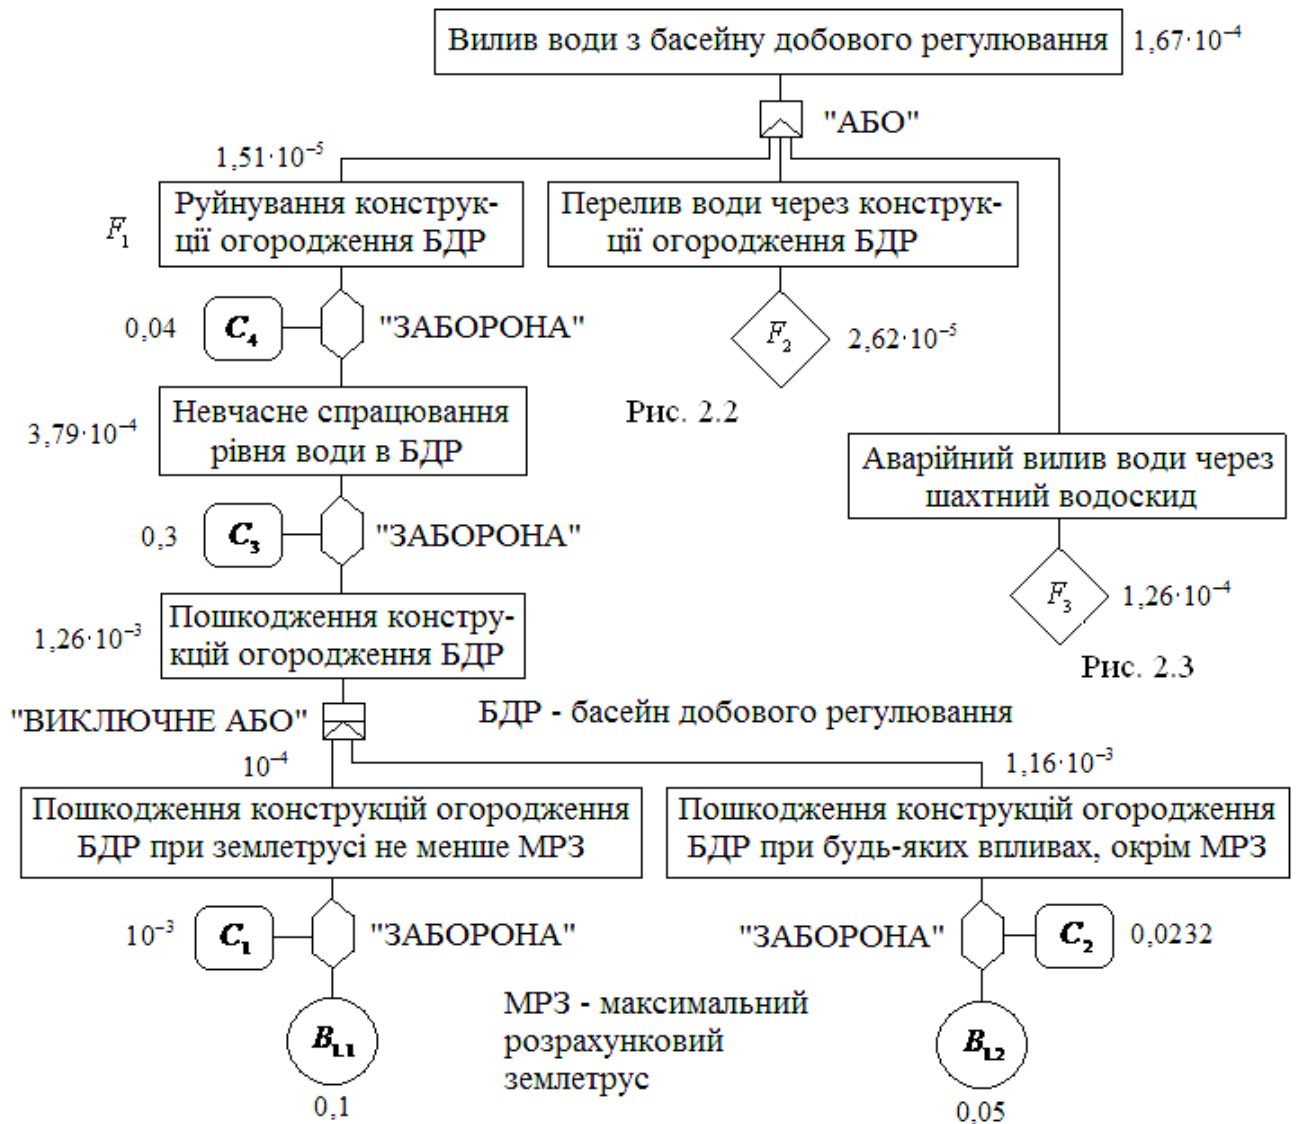 Вилив води з басейну добового регулювання
1,67·10⁻⁴
"АБО"
1,51·10⁻⁵
F₁
Руйнування конструк-
ції огородження БДР
Перелив води через конструк-
ції огородження БДР
0,04
C₄
"ЗАБОРОНА"
F₂
2,62·10⁻⁵
Рис. 2.2
3,79·10⁻⁴
Невчасне спрацювання
рівня води в БДР
Аварійний вилив води через
шахтний водоскид
0,3
C₃
"ЗАБОРОНА"
F₃
1,26·10⁻⁴
Рис. 2.3
1,26·10⁻³
Пошкодження констру-
кцій огородження БДР
"ВИКЛЮЧНЕ АБО"
БДР - басейн добового регулювання
10⁻⁴
1,16·10⁻³
Пошкодження конструкцій огородження
БДР при землетрусі не менше МРЗ
Пошкодження конструкцій огородження
БДР при будь-яких впливах, окрім МРЗ
10⁻³
C₁
"ЗАБОРОНА"
"ЗАБОРОНА"
C₂
0,0232
B₁.₁
0,1
МРЗ - максимальний
розрахунковий
землетрус
B₁.₂
0,05